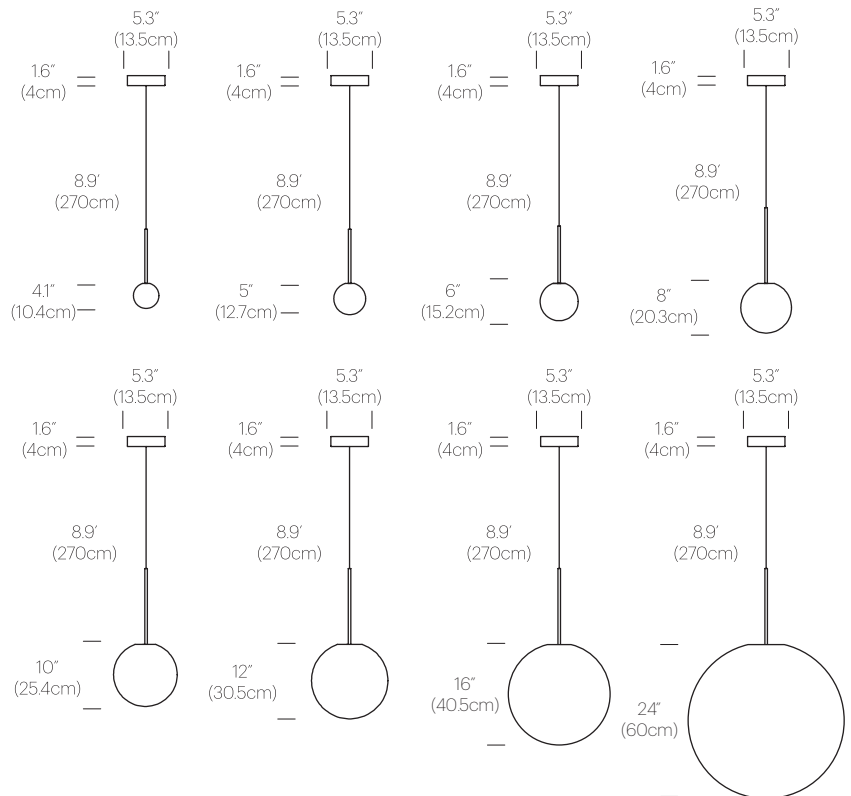 5.3”
(13.5cm)
1.6”
(4cm)
8.9’
(270cm)
4.1”
(10.4cm)
5.3”
(13.5cm)
1.6”
(4cm)
8.9’
(270cm)
5”
(12.7cm)
5.3”
(13.5cm)
1.6”
(4cm)
8.9’
(270cm)
6”
(15.2cm)
5.3”
(13.5cm)
1.6”
(4cm)
8.9’
(270cm)
8”
(20.3cm)
5.3”
(13.5cm)
1.6”
(4cm)
8.9’
(270cm)
10”
(25.4cm)
5.3”
(13.5cm)
1.6”
(4cm)
8.9’
(270cm)
12”
(30.5cm)
5.3”
(13.5cm)
1.6”
(4cm)
8.9’
(270cm)
16”
(40.5cm)
5.3”
(13.5cm)
1.6”
(4cm)
8.9’
(270cm)
24”
(60cm)